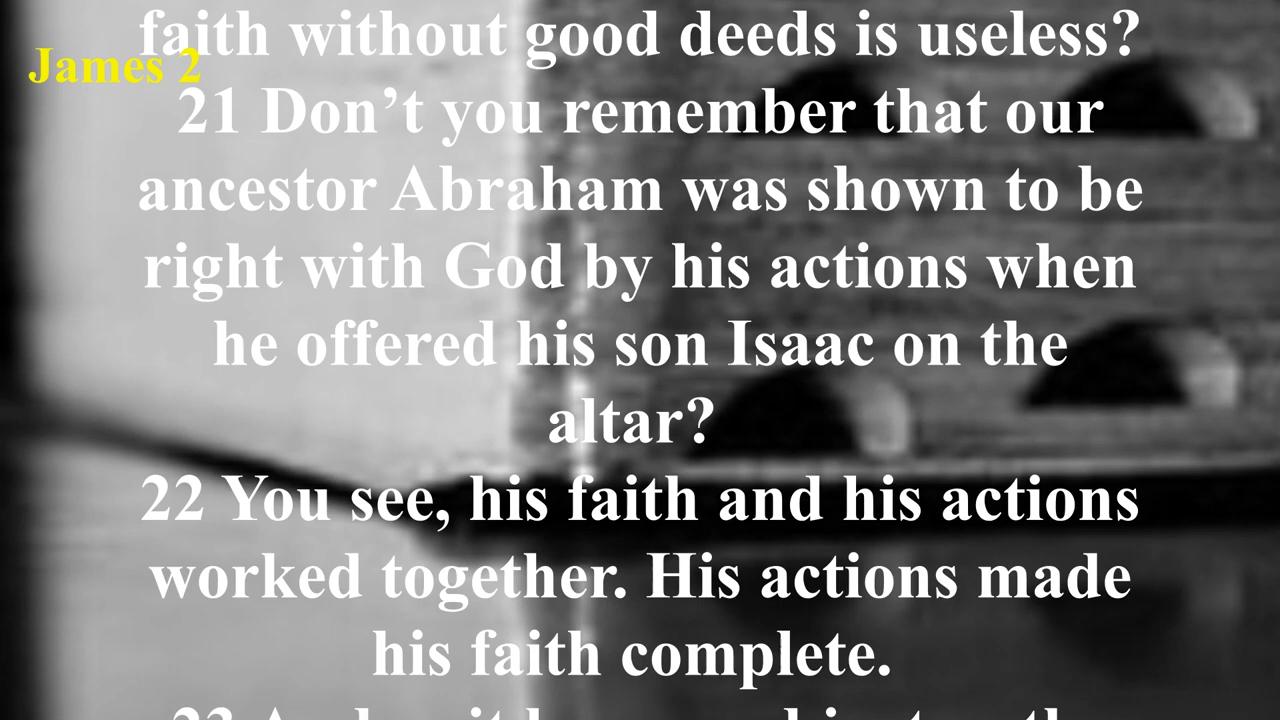 faith without good deeds is useless?
James 2
21 Don’t you remember that our
ancestor Abraham was shown to be
right with God by his actions when
he offered his son Isaac on the
altar?
22 You see, his faith and his actions
worked together. His actions made
his faith complete.